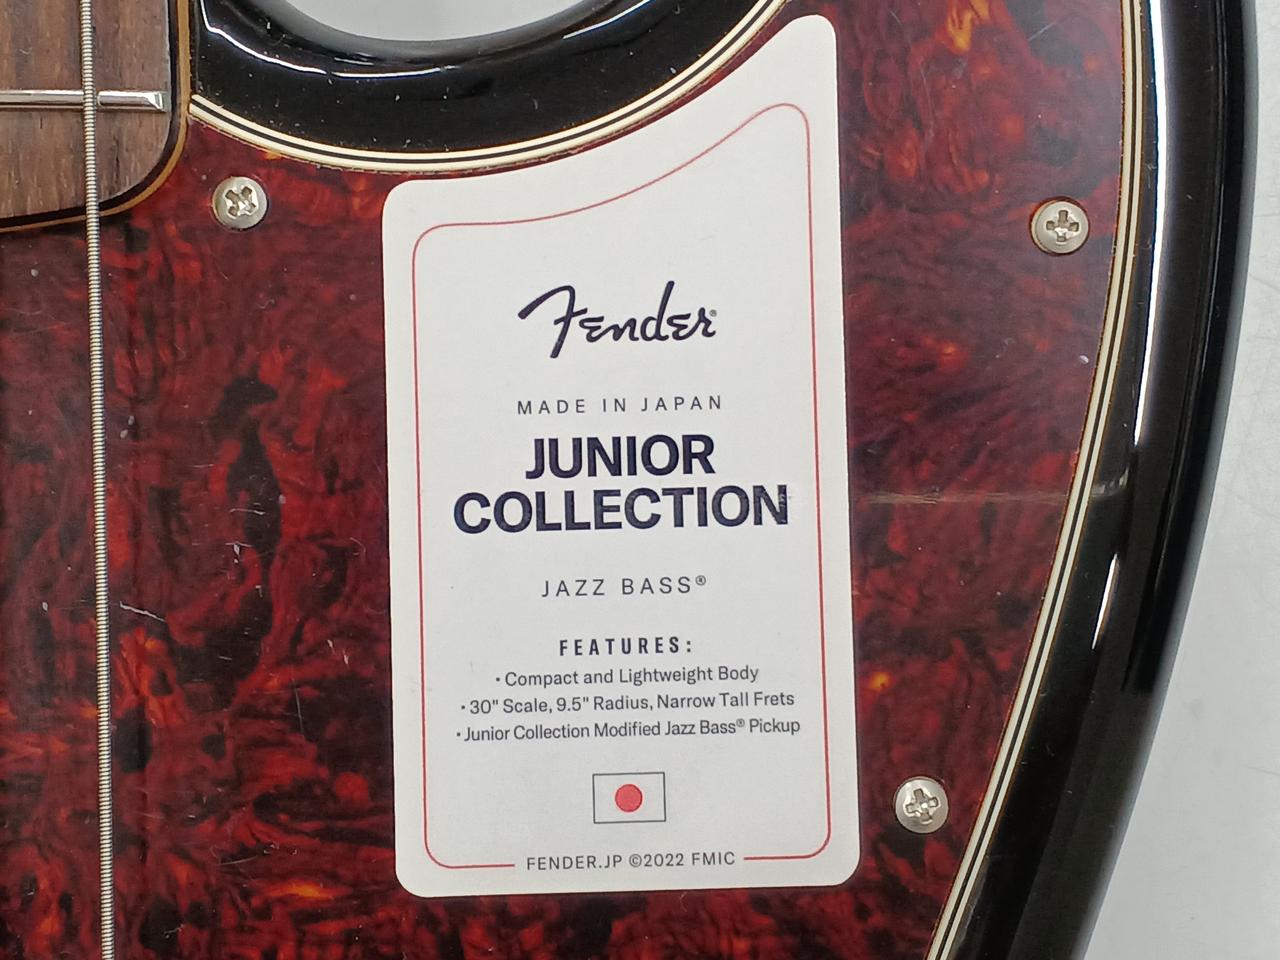 Fender®
MADE IN JAPAN
JUNIOR
COLLECTION
JAZZ BASS®
FEATURES:
• Compact and Lightweight Body
• 30" Scale, 9.5" Radius, Narrow Tall Frets
• Junior Collection Modified Jazz Bass® Pickup
FENDER.JP ©2022 FMIC